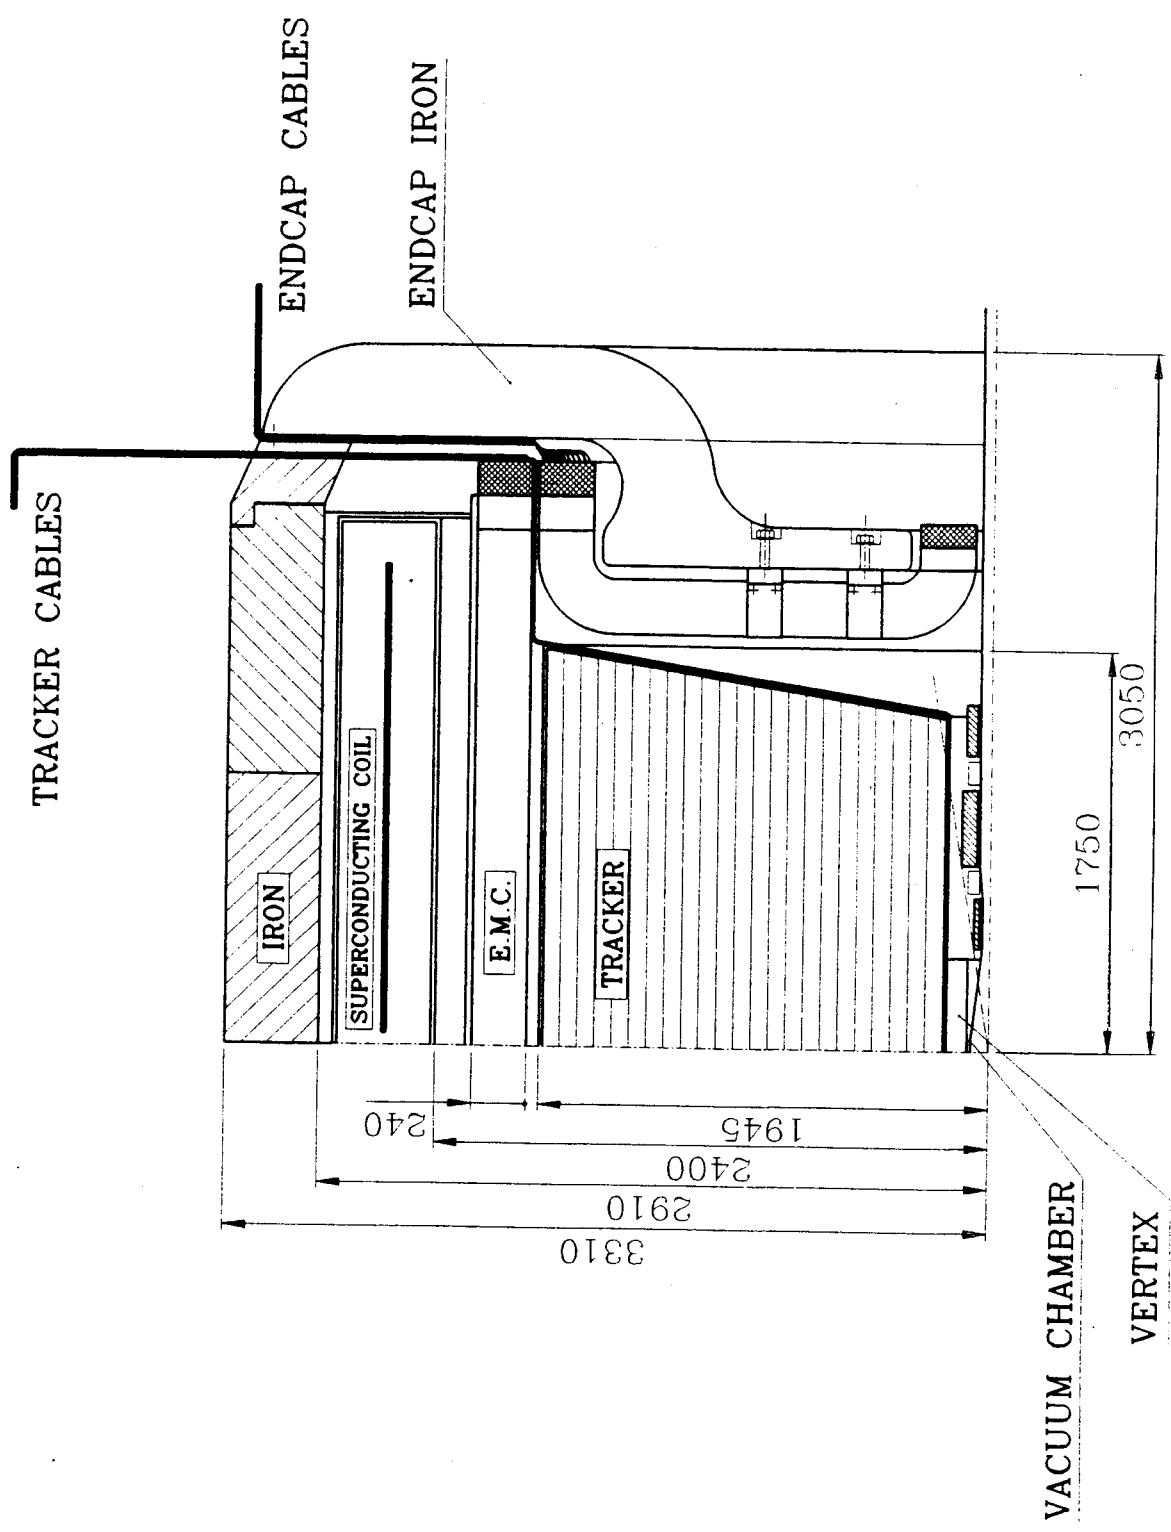 TRACKER CABLES
ENDCAP CABLES
ENDCAP IRON
IRON
SUPERCONDUCTING COIL
E.M.C.
TRACKER
240
1945
2400
2910
3310
1750
3050
VACUUM CHAMBER
VERTEX